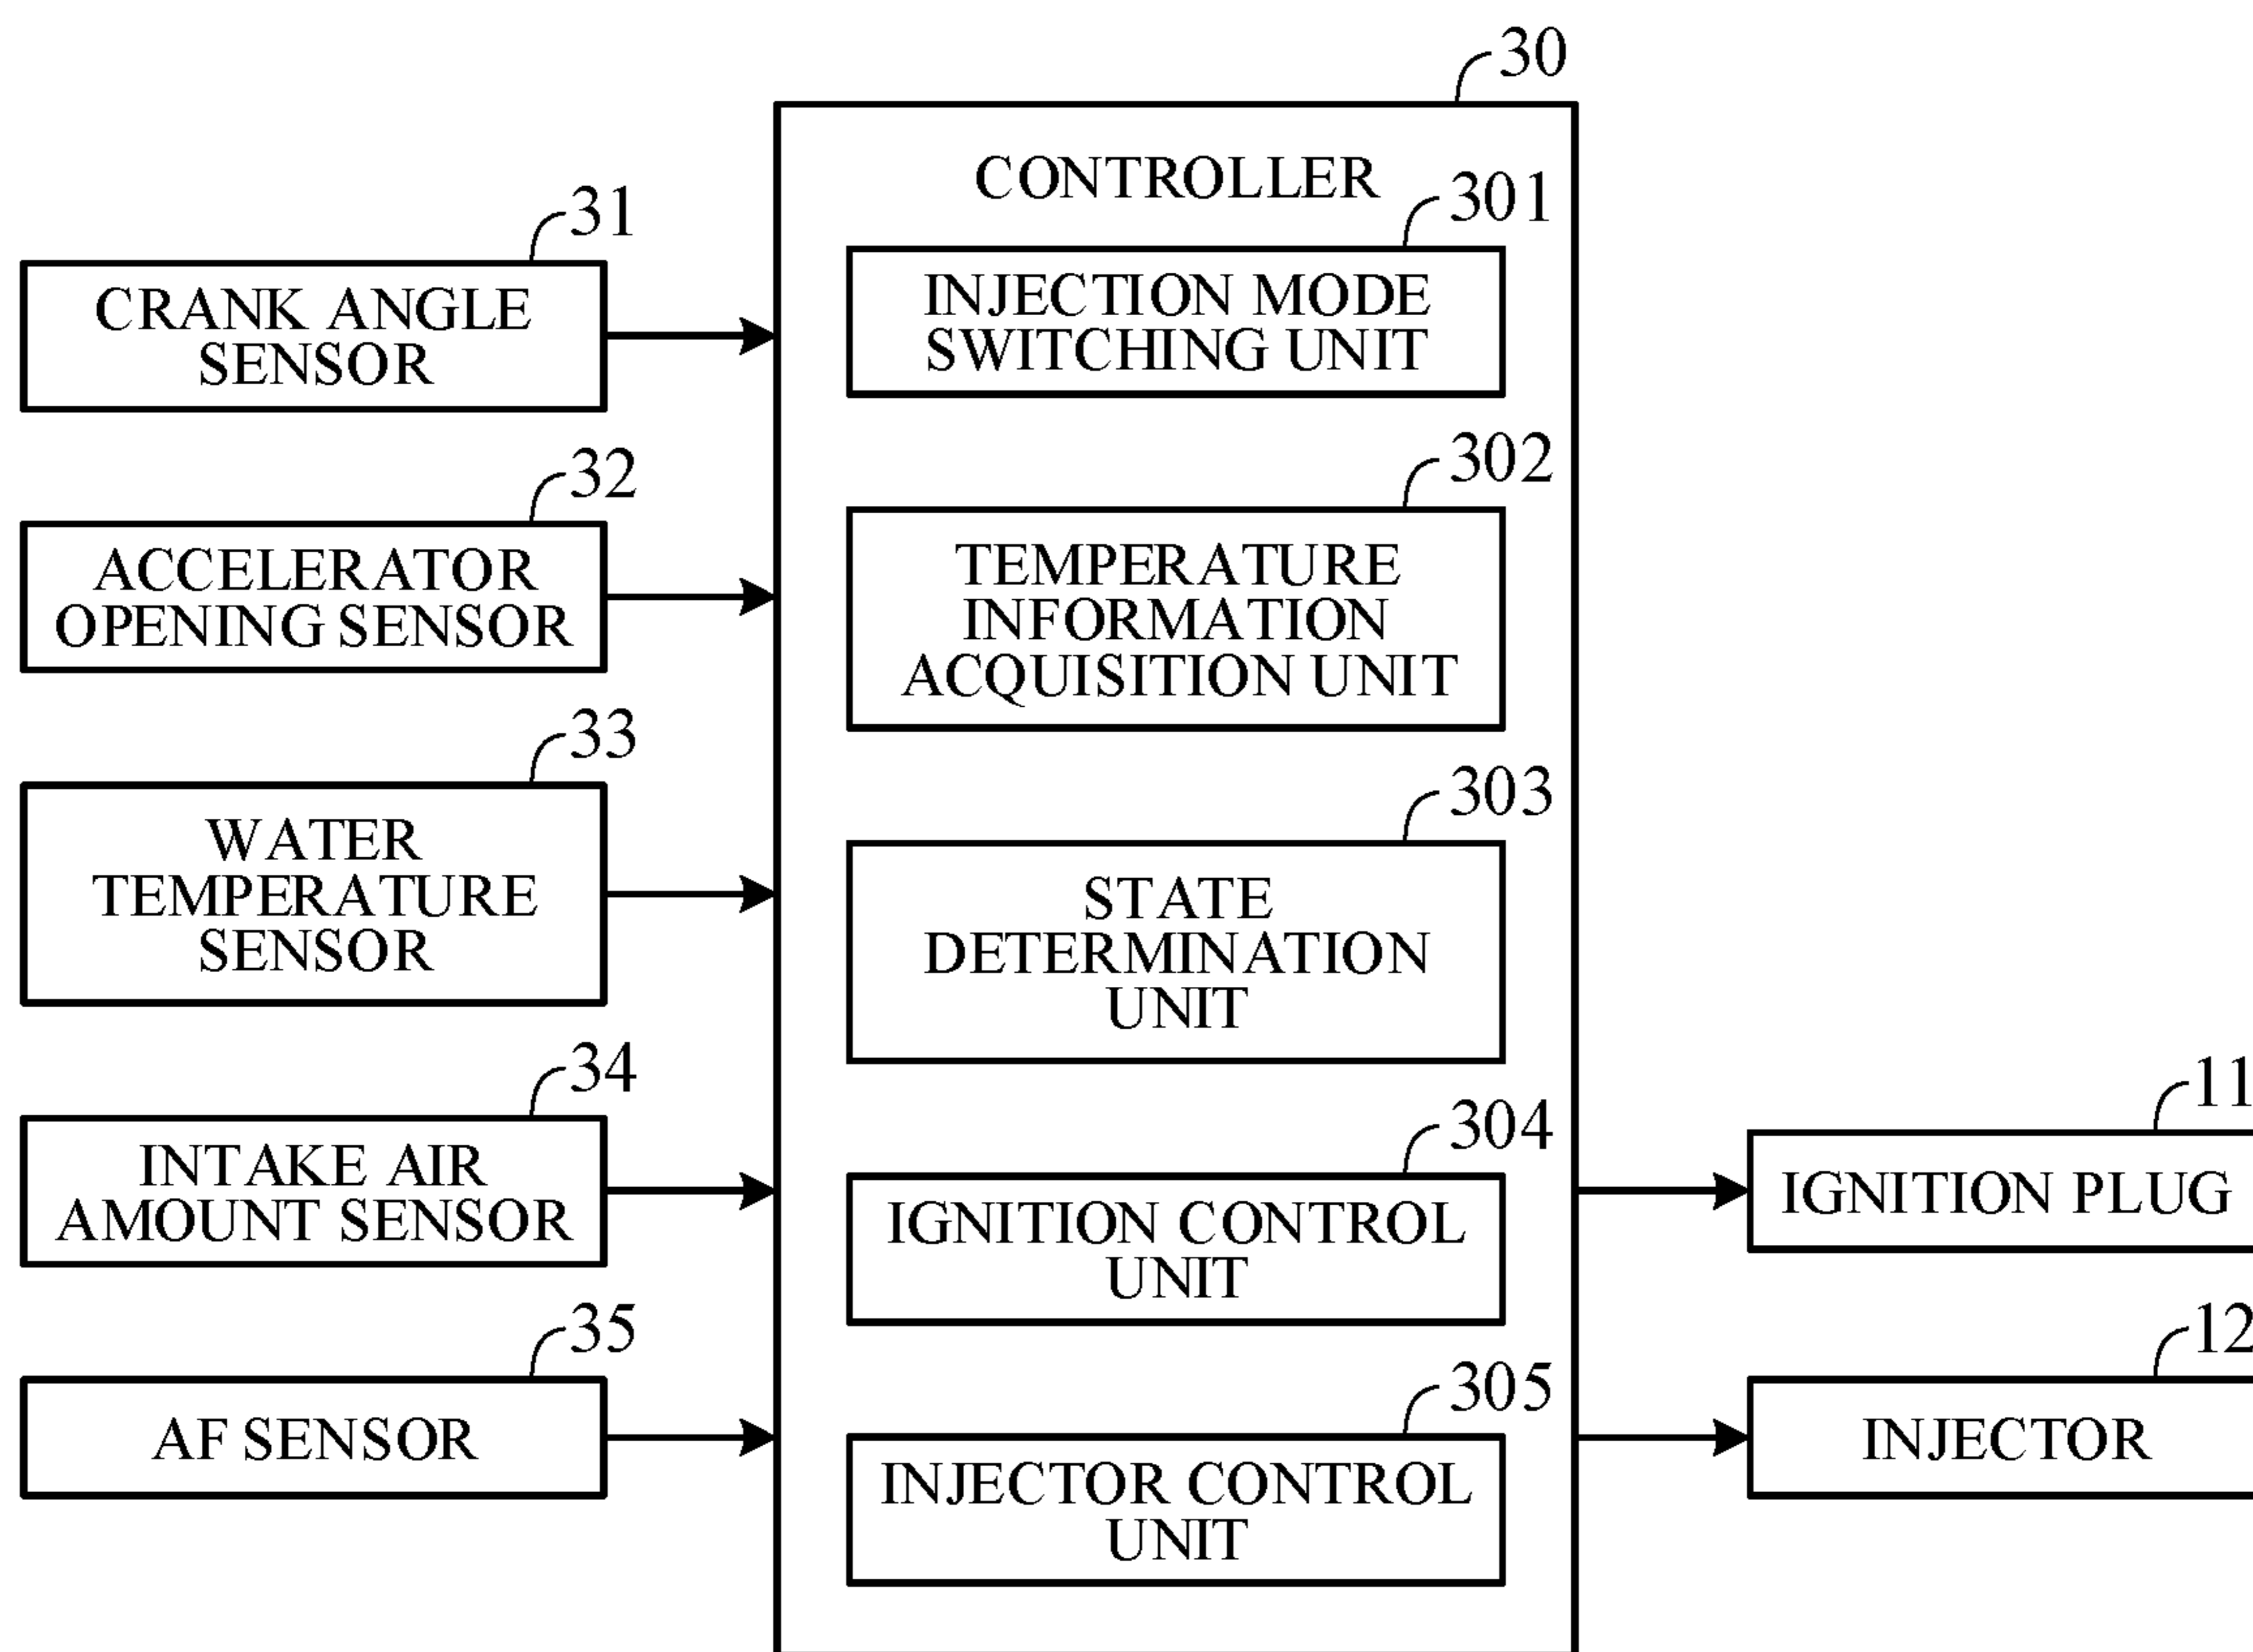 30
CONTROLLER
31
CRANK ANGLE
SENSOR
32
ACCELERATOR
OPENING SENSOR
33
WATER
TEMPERATURE
SENSOR
34
INTAKE AIR
AMOUNT SENSOR
35
AF SENSOR
301
INJECTION MODE
SWITCHING UNIT
302
TEMPERATURE
INFORMATION
ACQUISITION UNIT
303
STATE
DETERMINATION
UNIT
304
IGNITION CONTROL
UNIT
305
INJECTOR CONTROL
UNIT
11
IGNITION PLUG
12
INJECTOR